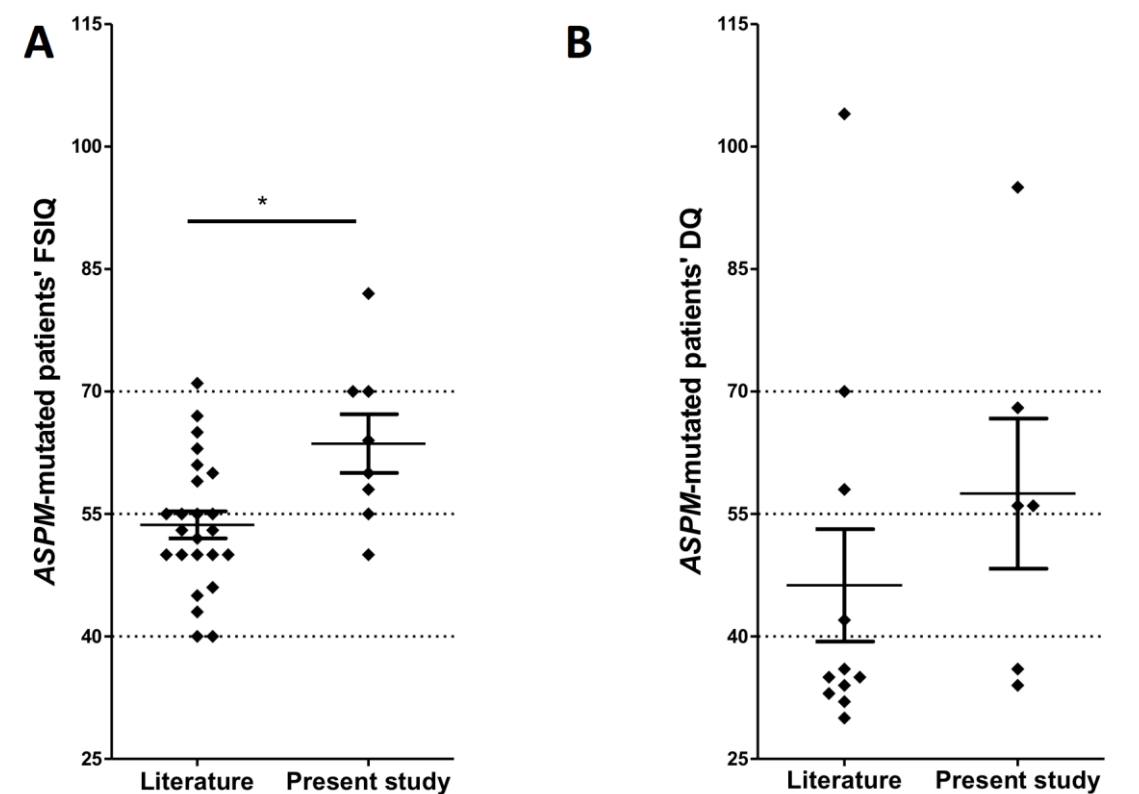 A
ASPM-mutated patients' FSIQ
115
100
85
70
55
40
25
*
Literature
Present study
B
ASPM-mutated patients' DQ
115
100
85
70
55
40
25
Literature
Present study